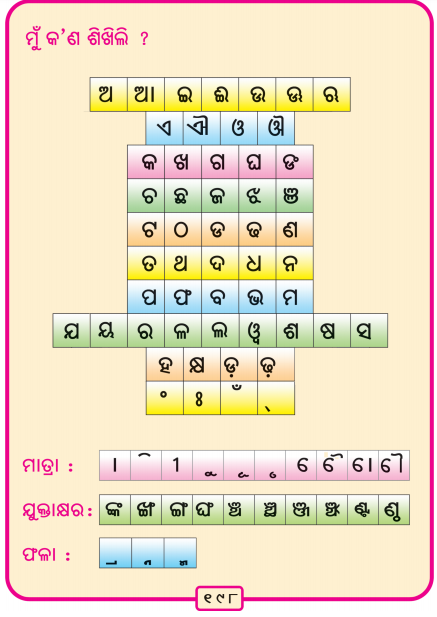 ମୁଁ କ'ଣ ଶିଖିଲି ?
ଅ ଆ ଇ ଈ ଉ ଊ ଋ
ଏ ଐ ଓ ଔ
କ ଖ ଗ ଘ ଙ
ଚ ଛ ଜ ଝ ଞ
ଟ ଠ ଡ ଢ ଣ
ତ ଥ ଦ ଧ ନ
ପ ଫ ବ ଭ ମ
ଯ ୟ ର ଳ ଲ ୱ ଶ ଷ ସ
ହ କ୍ଷ ଡ଼ ଢ଼
ଂ ଃ ଁ ୍
ମାତ୍ରା : ା ି ୀ ୁ ୂ ୃ େ ୈ ୋ ୌ
ଯୁକ୍ତାକ୍ଷର: ଙ୍କ ଙ୍ଖ ଙ୍ଗ ଙ୍ଘ ଞ୍ଚ ଞ୍ଛ ଞ୍ଜ ଞ୍ଝ ଣ୍ଟ ଣ୍ଠ
ଫଳା :
୧୯୮